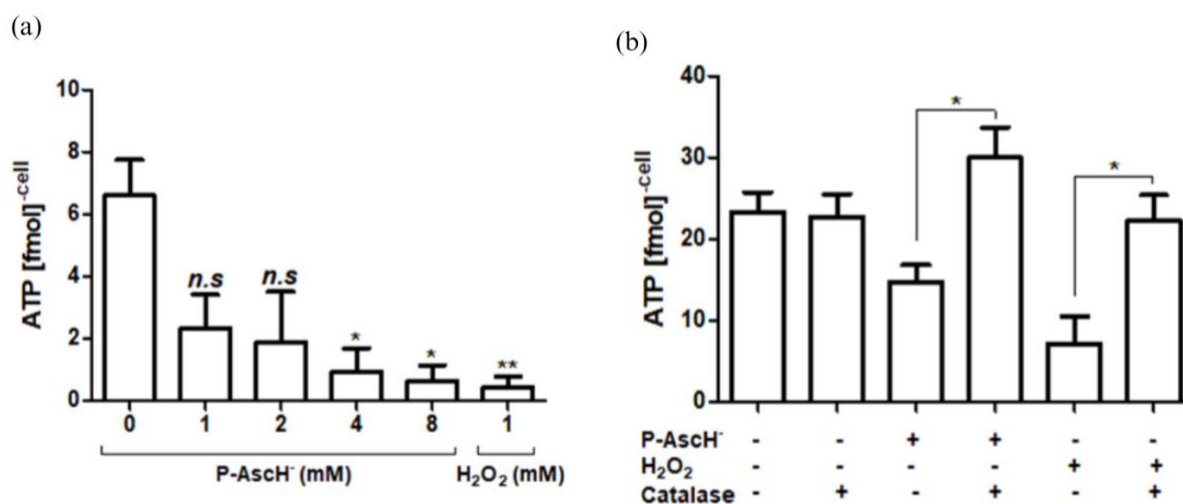 (a)
10
8
6
4
2
0
ATP [fmol]⁻ᶜᵉˡˡ
n.s
n.s
*
*
**
0 1 2 4 8 1
P-AscH⁻ (mM) H₂O₂ (mM)
(b)
40
30
20
10
0
ATP [fmol]⁻ᶜᵉˡˡ
*
*
P-AscH⁻ - - + + - -
H₂O₂ - - - - + +
Catalase - + - + - +